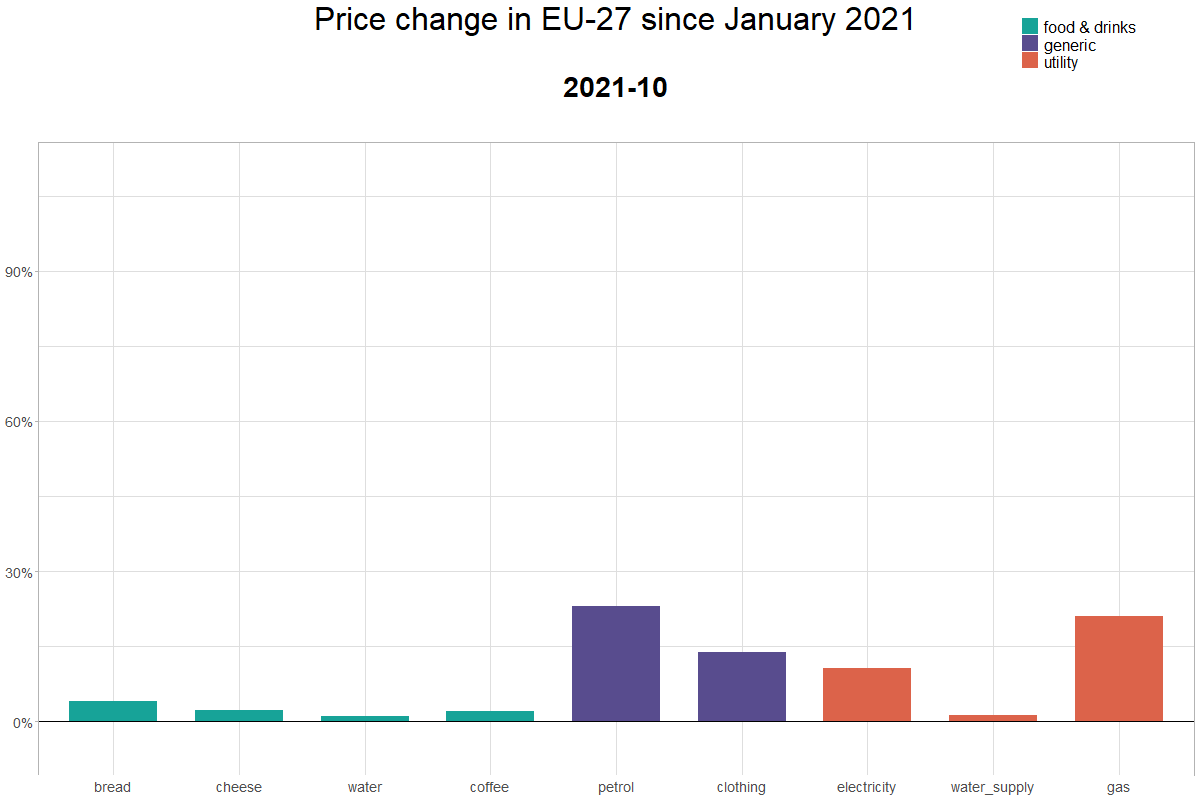 Price change in EU-27 since January 2021
food & drinks
generic
utility
2021-10
90%
60%
30%
0%
bread cheese water coffee petrol clothing electricity water_supply gas